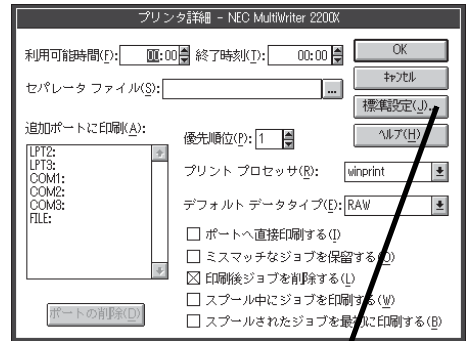 プリンタ詳細 - NEC MultiWriter 2200X
利用可能時間(F): 00:00 終了時刻(T): 00:00
OK
セパレータ ファイル(S): ...
キャンセル
標準設定(J)...
ヘルプ(H)
追加ポートに印刷(A):
LPT2:
LPT3:
COM1:
COM2:
COM3:
FILE:
ポートの削除(D)
優先順位(P): 1
プリント プロセッサ(R): winprint
デフォルト データタイプ(E): RAW
ポートへ直接印刷する(I)
ミスマッチなジョブを保留する(O)
印刷後ジョブを削除する(L)
スプール中にジョブを印刷する(W)
スプールされたジョブを最初に印刷する(B)